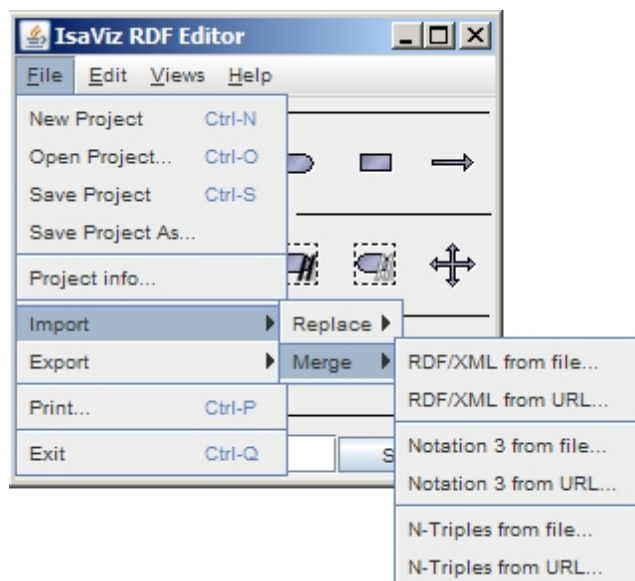 IsaViz RDF Editor
File Edit Views Help
New Project Ctrl-N
Open Project... Ctrl-O
Save Project Ctrl-S
Save Project As...
Project info...
Import
Export
Print... Ctrl-P
Exit Ctrl-Q
Replace
Merge
S
RDF/XML from file...
RDF/XML from URL...
Notation 3 from file...
Notation 3 from URL...
N-Triples from file...
N-Triples from URL...